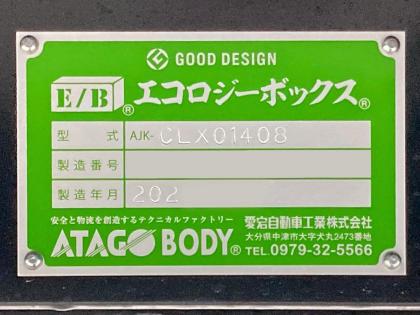 GOOD DESIGN
E/B® エコロジーボックス®
型式 AJK-CLX01408
製造番号
製造年月 202
安全と物流を創造するテクニカルファクトリー
ATAGO BODY®
愛宕自動車工業株式会社
大分県中津市大字犬丸2473番地
TEL 0979-32-5566